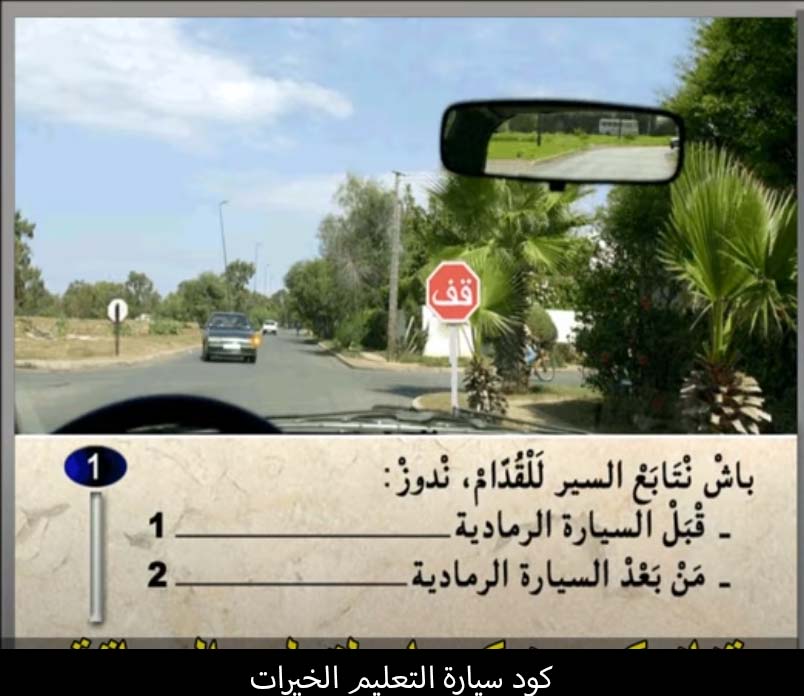 قف
1
باشْ نْتَابَعْ السير لَلْقُدّامْ، نْدوزْ:
ـ قْبَلْ السيارة الرمادية 1
ـ مَنْ بَعْدْ السيارة الرمادية 2
كود سيارة التعليم الخيرات